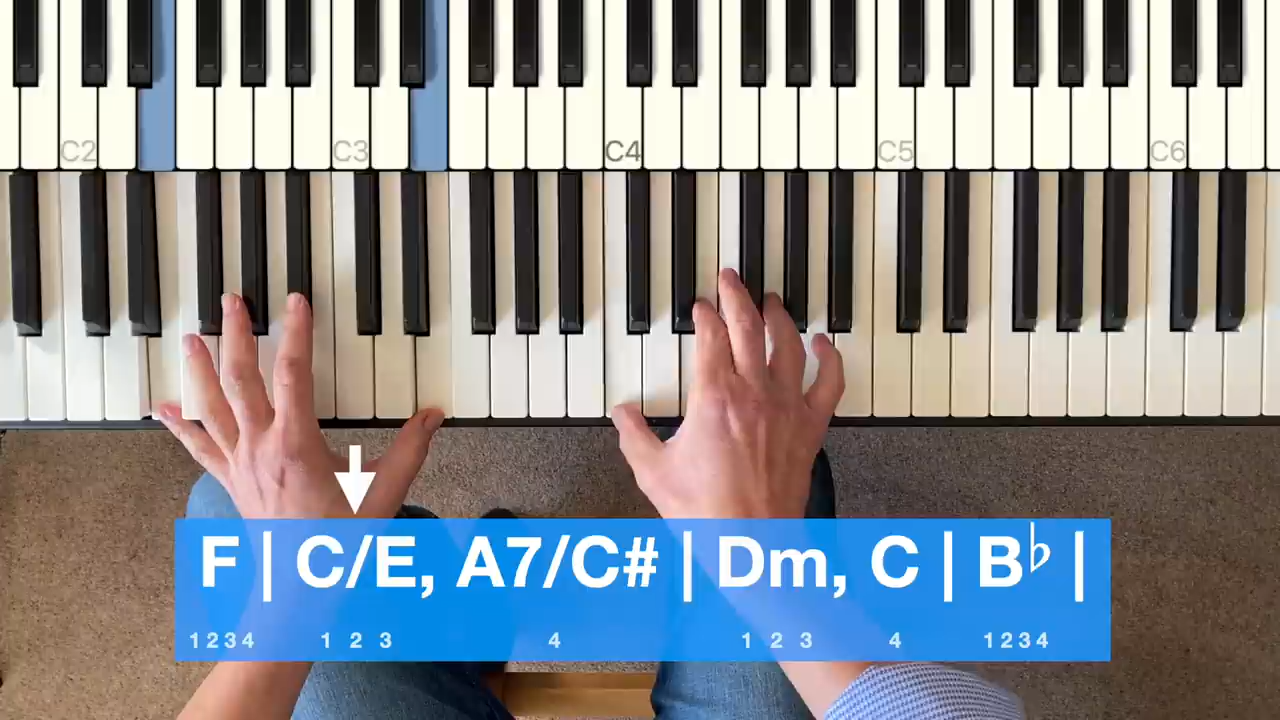 C2 C3 C4 C5 C6
F | C/E, A7/C# | Dm, C | B♭ |
1234 1 2 3 4 1 2 3 4 1234